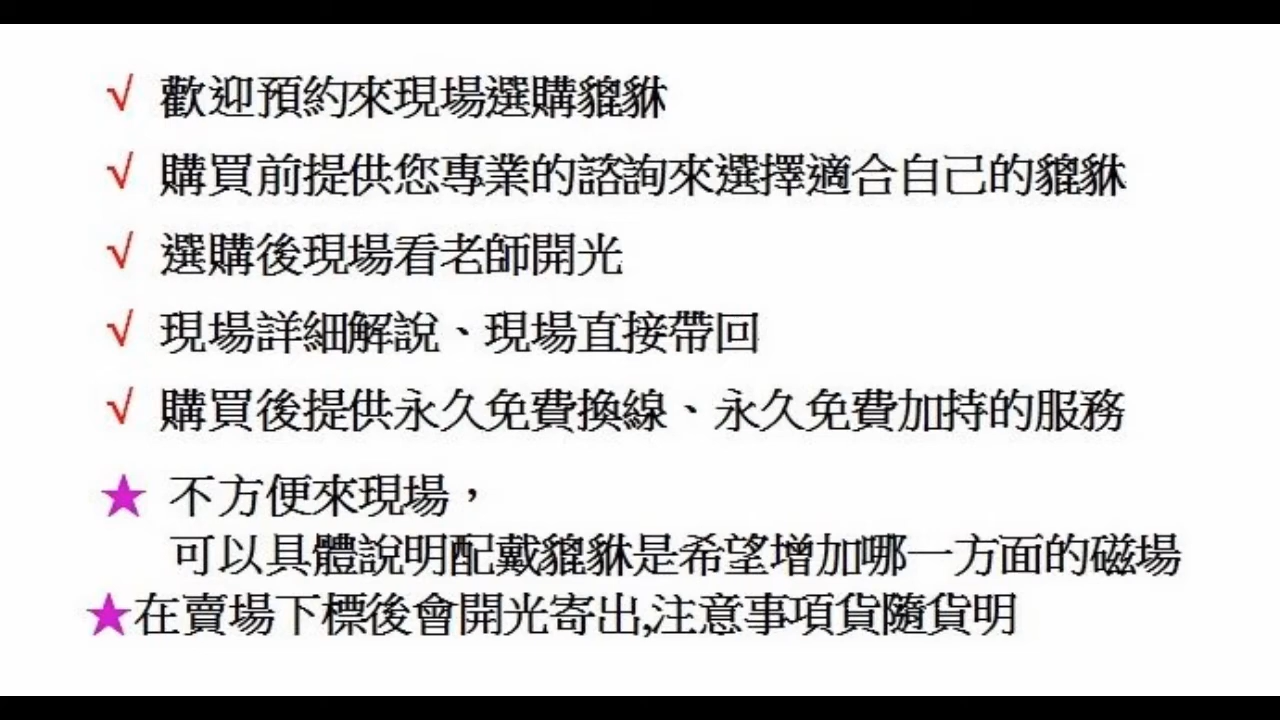 √ 歡迎預約來現場選購貔貅
√ 購買前提供您專業的諮詢來選擇適合自己的貔貅
√ 選購後現場看老師開光
√ 現場詳細解說、現場直接帶回
√ 購買後提供永久免費換線、永久免費加持的服務
★ 不方便來現場，
可以具體說明配戴貔貅是希望增加哪一方面的磁場
★在賣場下標後會開光寄出,注意事項貨隨貨明